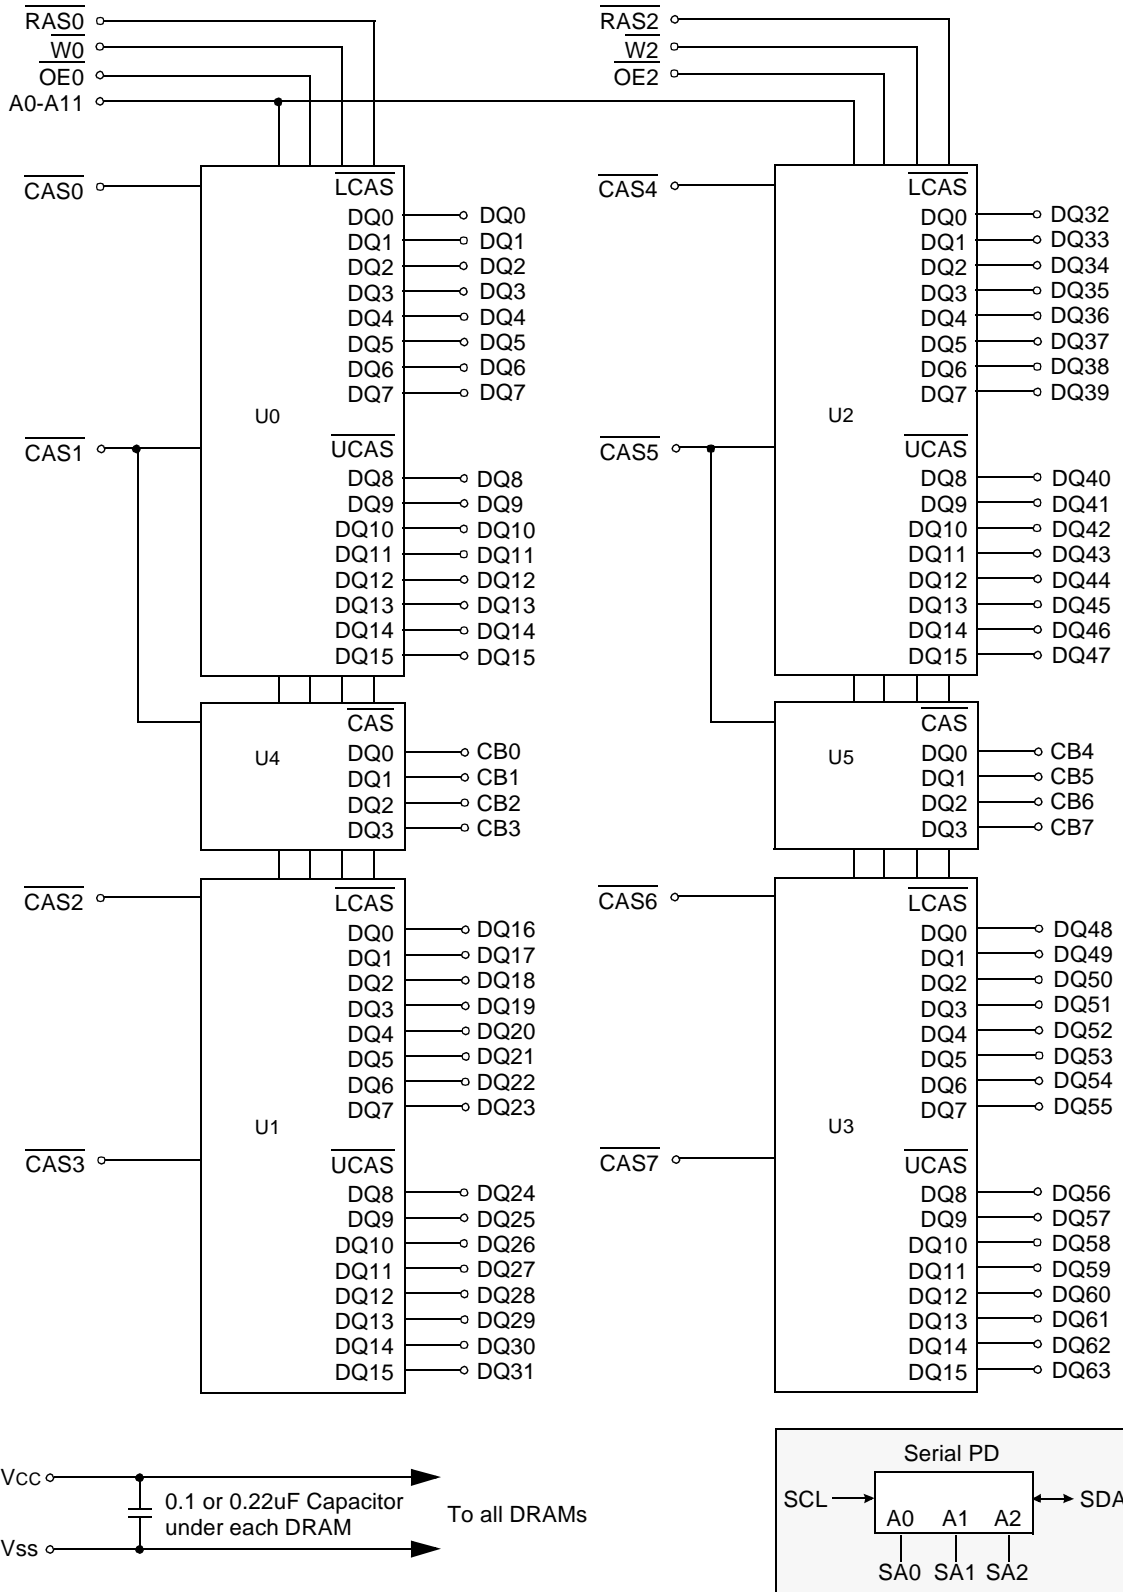 RAS0
W0
OE0
A0-A11
RAS2
W2
OE2
CAS0
LCAS
DQ0 DQ0
DQ1 DQ1
DQ2 DQ2
DQ3 DQ3
DQ4 DQ4
DQ5 DQ5
DQ6 DQ6
DQ7 DQ7
U0
CAS1
UCAS
DQ8 DQ8
DQ9 DQ9
DQ10 DQ10
DQ11 DQ11
DQ12 DQ12
DQ13 DQ13
DQ14 DQ14
DQ15 DQ15
CAS
U4
DQ0 CB0
DQ1 CB1
DQ2 CB2
DQ3 CB3
CAS2
LCAS
DQ0 DQ16
DQ1 DQ17
DQ2 DQ18
DQ3 DQ19
DQ4 DQ20
DQ5 DQ21
DQ6 DQ22
DQ7 DQ23
U1
CAS3
UCAS
DQ8 DQ24
DQ9 DQ25
DQ10 DQ26
DQ11 DQ27
DQ12 DQ28
DQ13 DQ29
DQ14 DQ30
DQ15 DQ31
CAS4
LCAS
DQ0 DQ32
DQ1 DQ33
DQ2 DQ34
DQ3 DQ35
DQ4 DQ36
DQ5 DQ37
DQ6 DQ38
DQ7 DQ39
U2
CAS5
UCAS
DQ8 DQ40
DQ9 DQ41
DQ10 DQ42
DQ11 DQ43
DQ12 DQ44
DQ13 DQ45
DQ14 DQ46
DQ15 DQ47
CAS
U5
DQ0 CB4
DQ1 CB5
DQ2 CB6
DQ3 CB7
CAS6
LCAS
DQ0 DQ48
DQ1 DQ49
DQ2 DQ50
DQ3 DQ51
DQ4 DQ52
DQ5 DQ53
DQ6 DQ54
DQ7 DQ55
U3
CAS7
UCAS
DQ8 DQ56
DQ9 DQ57
DQ10 DQ58
DQ11 DQ59
DQ12 DQ60
DQ13 DQ61
DQ14 DQ62
DQ15 DQ63
Vcc
0.1 or 0.22uF Capacitor
under each DRAM
To all DRAMs
Vss
Serial PD
SCL
SDA
A0 A1 A2
SA0 SA1 SA2